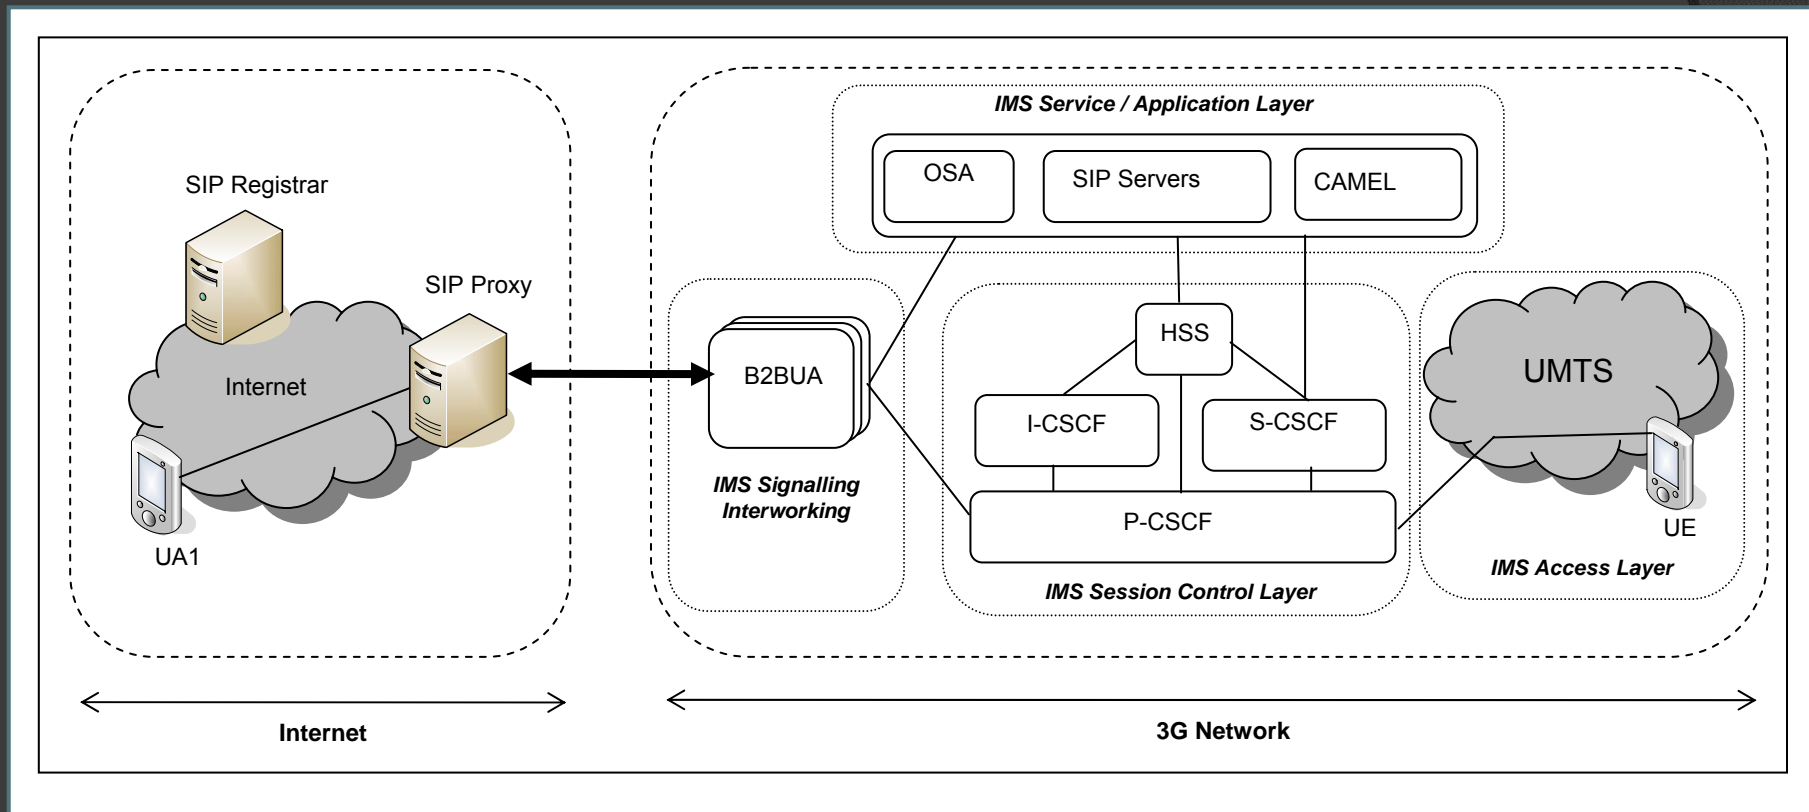 IMS Service / Application Layer
OSA
SIP Servers
CAMEL
SIP Registrar
SIP Proxy
Internet
UA1
B2BUA
IMS Signalling
Interworking
HSS
I-CSCF
S-CSCF
P-CSCF
IMS Session Control Layer
UMTS
UE
IMS Access Layer
Internet
3G Network